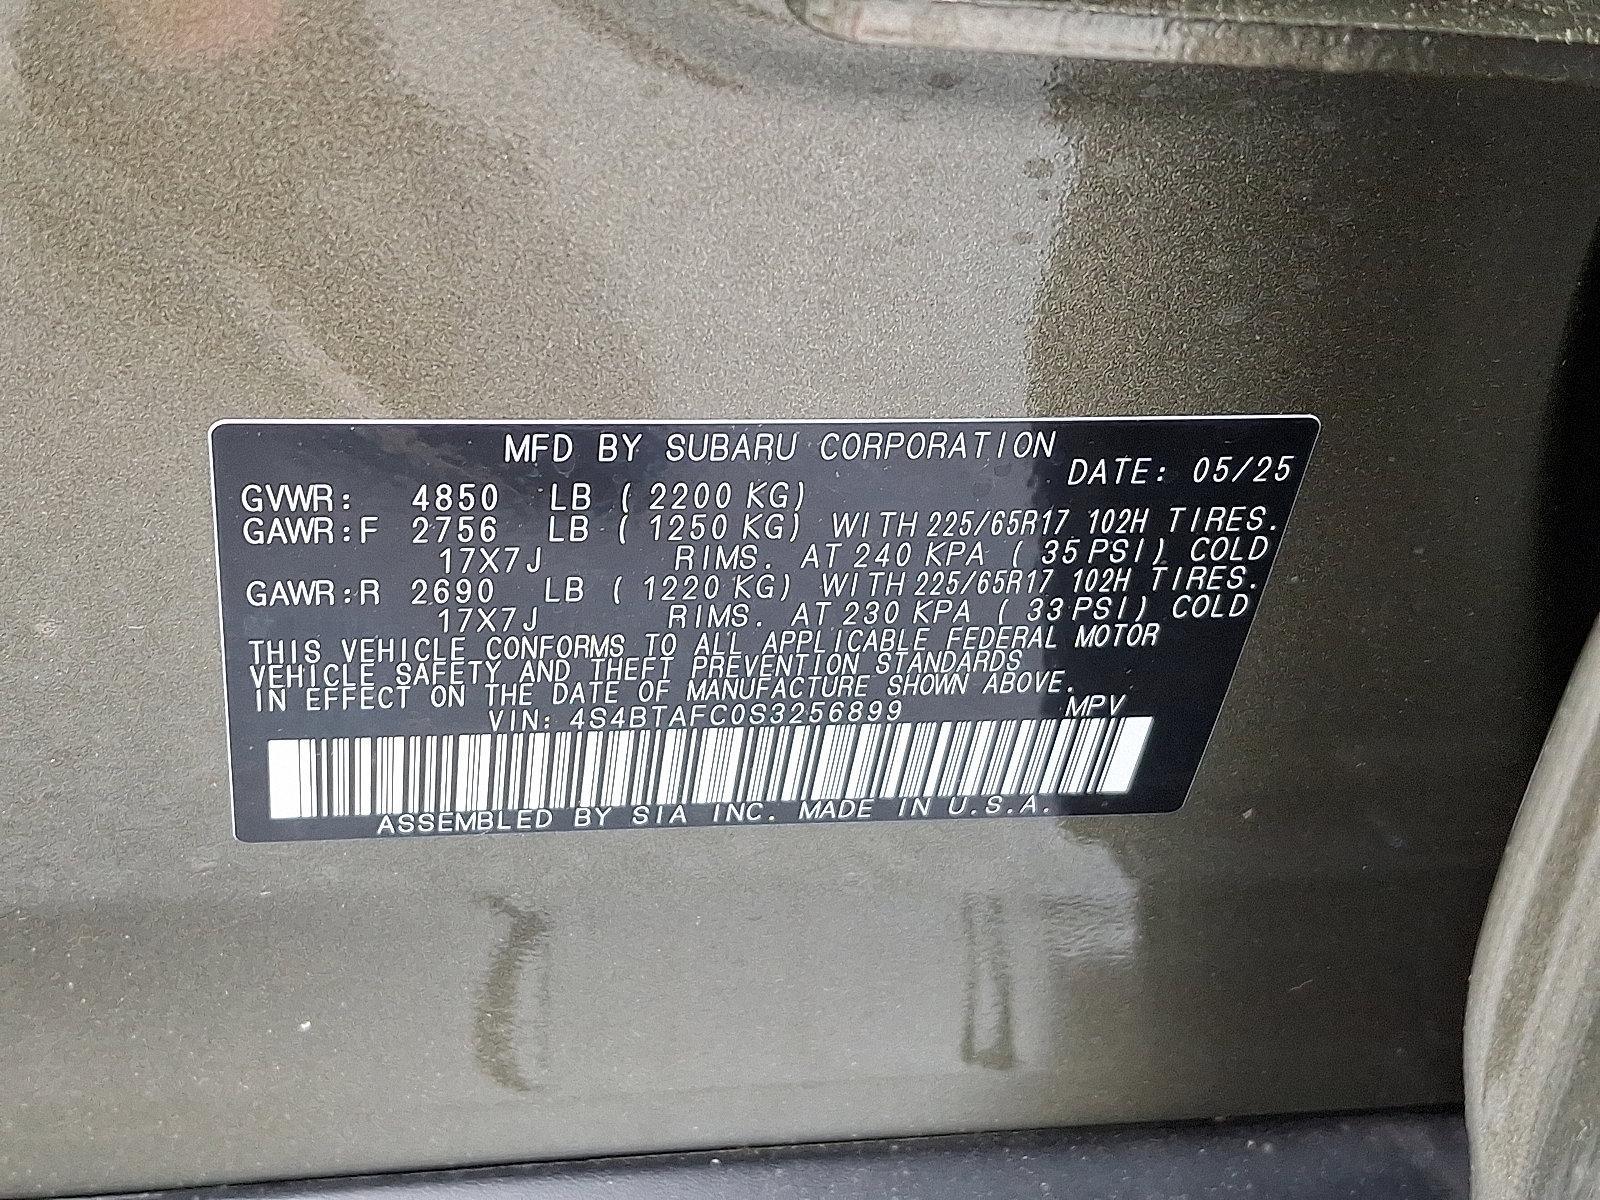 MFD BY SUBARU CORPORATION
DATE: 05/25
GVWR: 4850 LB ( 2200 KG)
GAWR:F 2756 LB ( 1250 KG) WITH 225/65R17 102H TIRES.
17X7J RIMS. AT 240 KPA ( 35 PSI) COLD
GAWR:R 2690 LB ( 1220 KG) WITH 225/65R17 102H TIRES.
17X7J RIMS. AT 230 KPA ( 33 PSI) COLD
THIS VEHICLE CONFORMS TO ALL APPLICABLE FEDERAL MOTOR
VEHICLE SAFETY AND THEFT PREVENTION STANDARDS
IN EFFECT ON THE DATE OF MANUFACTURE SHOWN ABOVE.
VIN: 4S4BTAFC0S3256899 MPV
ASSEMBLED BY SIA INC. MADE IN U.S.A.